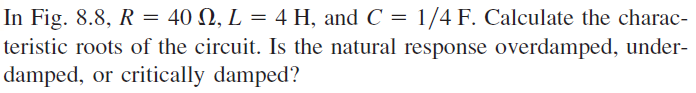 In Fig. 8.8, R = 40 Ω, L = 4 H, and C = 1/4 F. Calculate the charac-
teristic roots of the circuit. Is the natural response overdamped, under-
damped, or critically damped?